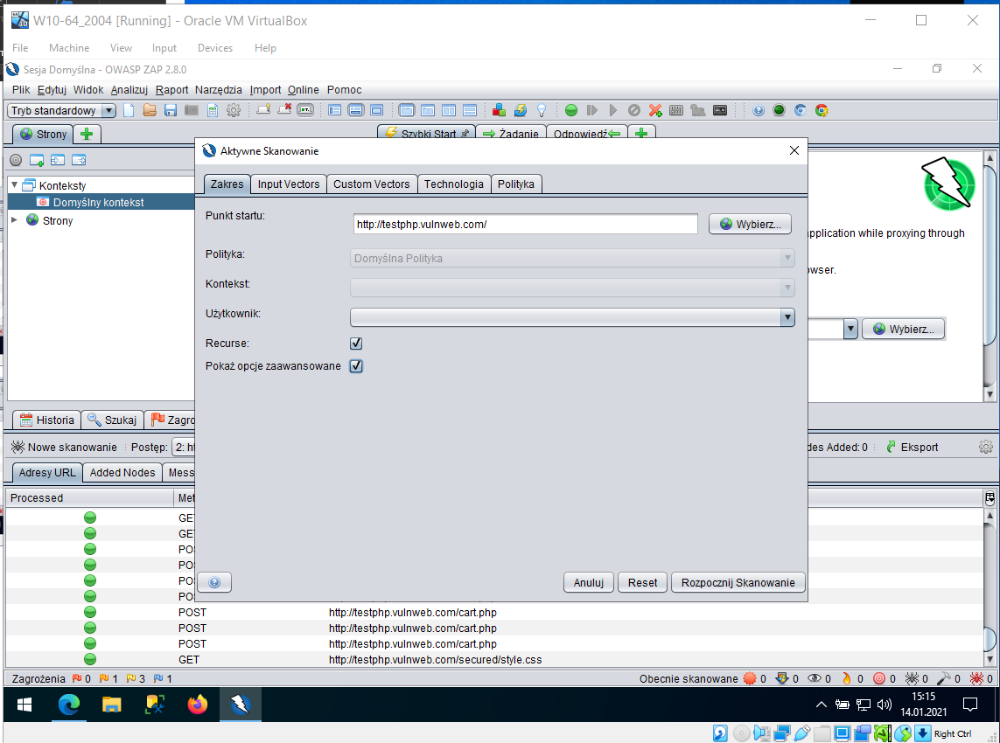 W10-64_2004 [Running] - Oracle VM VirtualBox
File Machine View Input Devices Help
Sesja Domyślna - OWASP ZAP 2.8.0
Plik Edytuj Widok Analizuj Raport Narzędzia Import Online Pomoc
Tryb standardowy
Strony
Szybki Start Żądanie Odpowiedź
Aktywne Skanowanie
Zakres Input Vectors Custom Vectors Technologia Polityka
Konteksty
Domyślny kontekst
Strony
Punkt startu: http://testphp.vulnweb.com/ Wybierz...
Polityka: Domyślna Polityka
Kontekst:
Użytkownik:
Recurse:
Pokaż opcje zaawansowane
Anuluj Reset Rozpocznij Skanowanie
application while proxying through
wser.
Wybierz...
Historia Szukaj Zagro
Nowe skanowanie Postęp: 2: h
des Added: 0 Eksport
Adresy URL Added Nodes Mess
Processed Met
GET
GET
POS
POS
POS
POS
POST http://testphp.vulnweb.com/cart.php
POST http://testphp.vulnweb.com/cart.php
POST http://testphp.vulnweb.com/cart.php
GET http://testphp.vulnweb.com/secured/style.css
Zagrożenia 0 1 3 1 Obecnie skanowane 0 0 0 0 0 0 0 0
15:15
14.01.2021
Right Ctrl